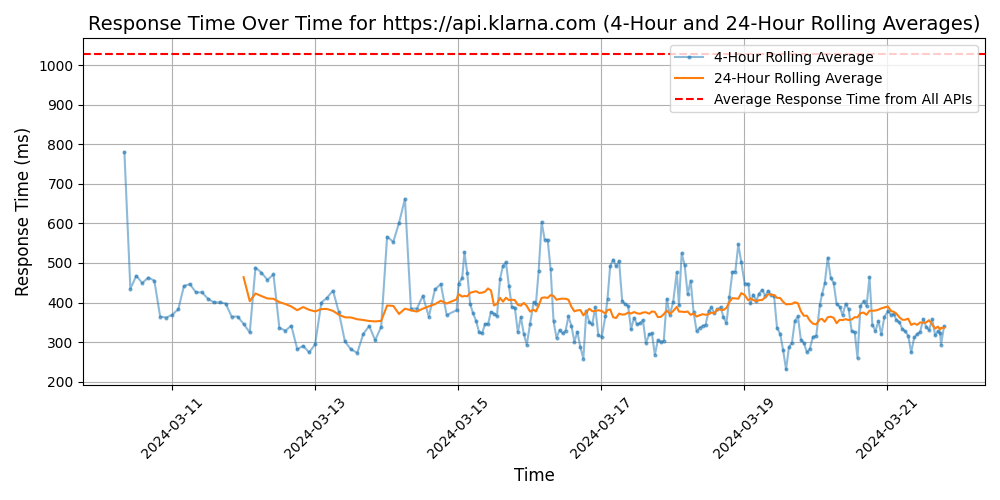 Response Time Over Time for https://api.klarna.com (4-Hour and 24-Hour Rolling Averages)
4-Hour Rolling Average
24-Hour Rolling Average
Average Response Time from All APIs
Response Time (ms)
1000
900
800
700
600
500
400
300
200
2024-03-11
2024-03-13
2024-03-15
2024-03-17
2024-03-19
2024-03-21
Time